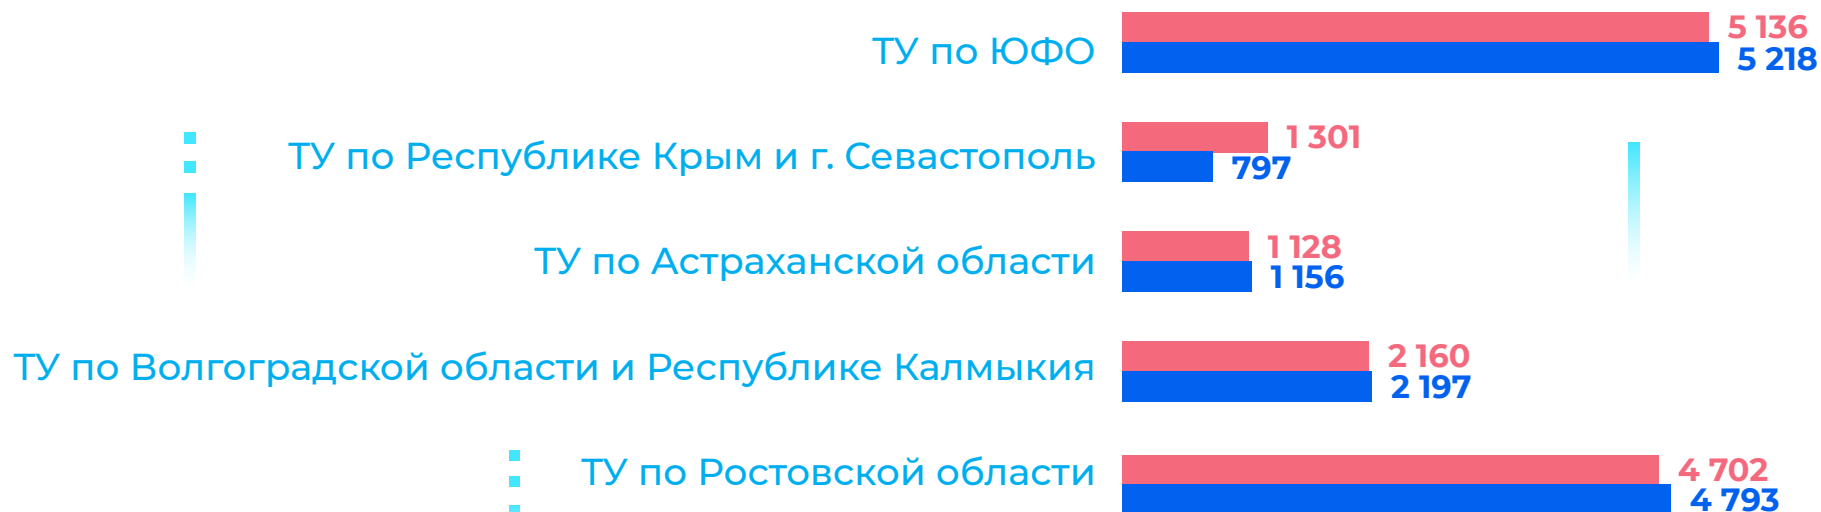 ТУ по ЮФО
5 136
5 218
ТУ по Республике Крым и г. Севастополь
1 301
797
ТУ по Астраханской области
1 128
1 156
ТУ по Волгоградской области и Республике Калмыкия
2 160
2 197
ТУ по Ростовской области
4 702
4 793